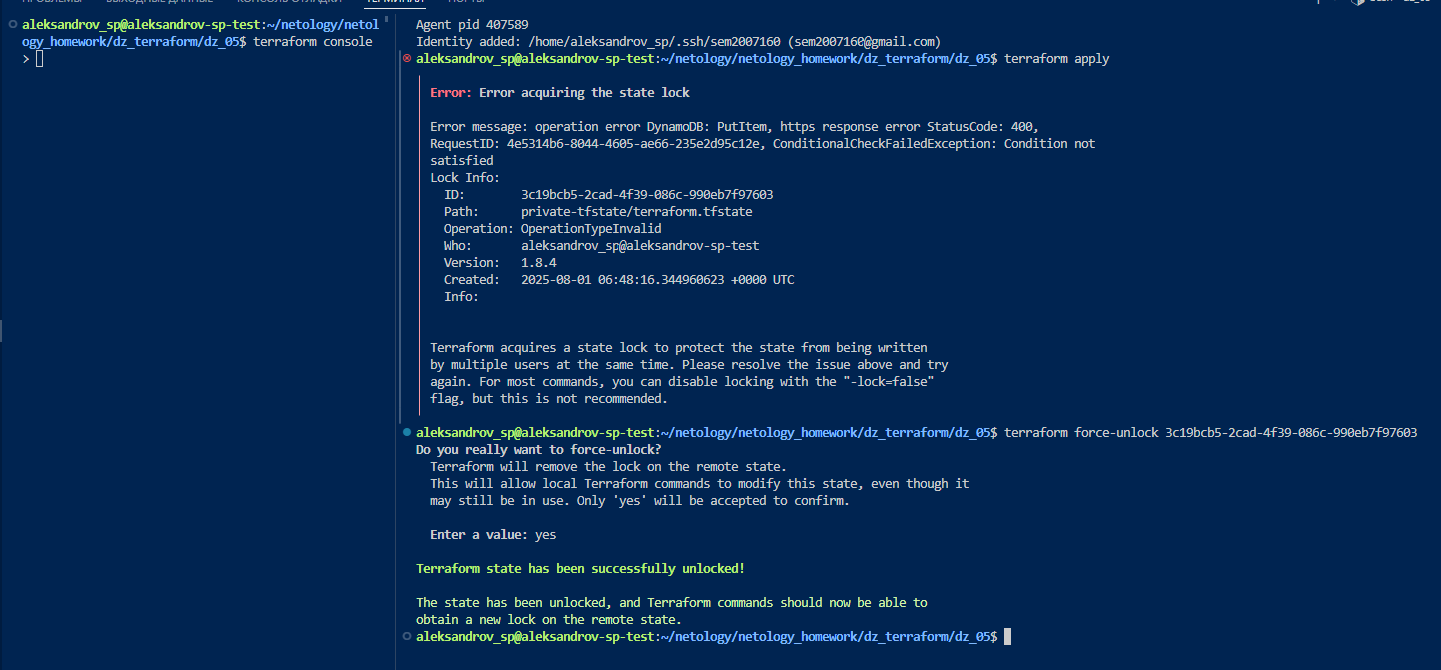 ТЕРМИНАЛ
aleksandrov_sp@aleksandrov-sp-test:~/netology/netol
ogy_homework/dz_terraform/dz_05$ terraform console
>
Agent pid 407589
Identity added: /home/aleksandrov_sp/.ssh/sem2007160 (sem2007160@gmail.com)
aleksandrov_sp@aleksandrov-sp-test:~/netology/netology_homework/dz_terraform/dz_05$ terraform apply
Error: Error acquiring the state lock
Error message: operation error DynamoDB: PutItem, https response error StatusCode: 400,
RequestID: 4e5314b6-8044-4605-ae66-235e2d95c12e, ConditionalCheckFailedException: Condition not
satisfied
Lock Info:
ID: 3c19bcb5-2cad-4f39-086c-990eb7f97603
Path: private-tfstate/terraform.tfstate
Operation: OperationTypeInvalid
Who: aleksandrov_sp@aleksandrov-sp-test
Version: 1.8.4
Created: 2025-08-01 06:48:16.344960623 +0000 UTC
Info:
Terraform acquires a state lock to protect the state from being written
by multiple users at the same time. Please resolve the issue above and try
again. For most commands, you can disable locking with the "-lock=false"
flag, but this is not recommended.
aleksandrov_sp@aleksandrov-sp-test:~/netology/netology_homework/dz_terraform/dz_05$ terraform force-unlock 3c19bcb5-2cad-4f39-086c-990eb7f97603
Do you really want to force-unlock?
Terraform will remove the lock on the remote state.
This will allow local Terraform commands to modify this state, even though it
may still be in use. Only 'yes' will be accepted to confirm.
Enter a value: yes
Terraform state has been successfully unlocked!
The state has been unlocked, and Terraform commands should now be able to
obtain a new lock on the remote state.
aleksandrov_sp@aleksandrov-sp-test:~/netology/netology_homework/dz_terraform/dz_05$